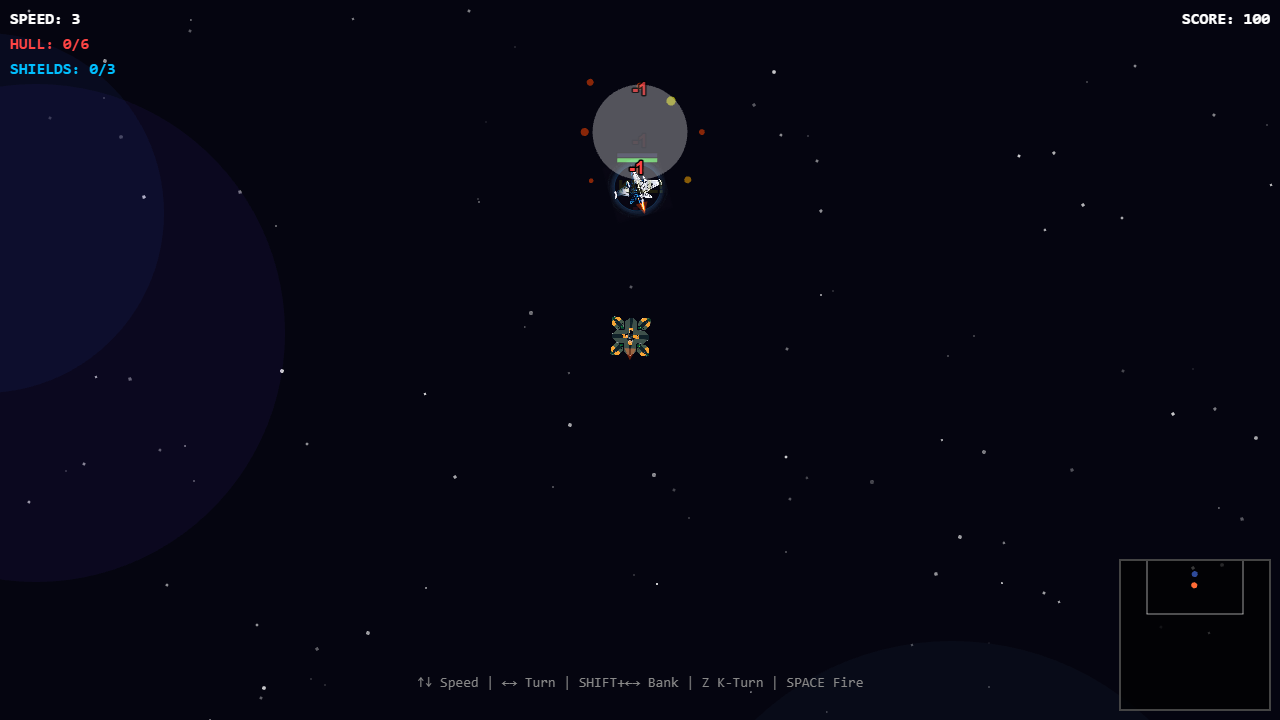 SPEED: 3
SCORE: 100
HULL: 0/6
SHIELDS: 0/3
-1
-1
-1
↑↓ Speed | ↔ Turn | SHIFT+↔ Bank | Z K-Turn | SPACE Fire